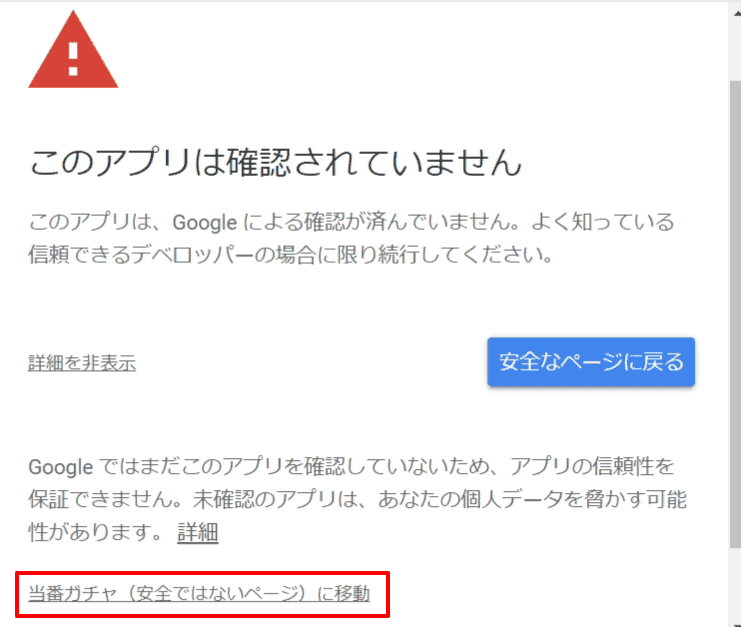 このアプリは確認されていません
このアプリは、Google による確認が済んでいません。よく知っている
信頼できるデベロッパーの場合に限り続行してください。
詳細を非表示
安全なページに戻る
Google ではまだこのアプリを確認していないため、アプリの信頼性を
保証できません。未確認のアプリは、あなたの個人データを脅かす可能
性があります。 詳細
当番ガチャ（安全ではないページ）に移動